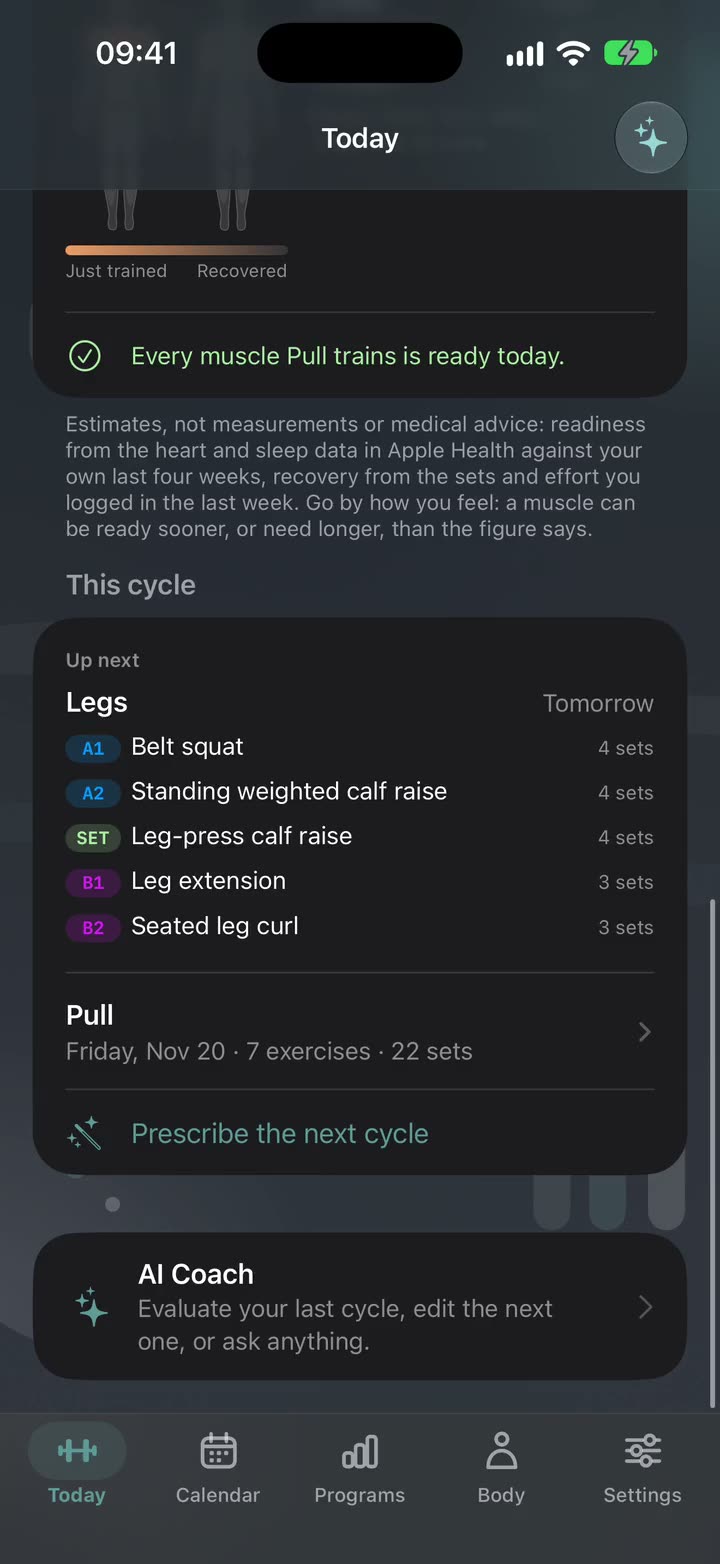 09:41
Today
Just trained Recovered
Every muscle Pull trains is ready today.
Estimates, not measurements or medical advice: readiness
from the heart and sleep data in Apple Health against your
own last four weeks, recovery from the sets and effort you
logged in the last week. Go by how you feel: a muscle can
be ready sooner, or need longer, than the figure says.
This cycle
Up next
Legs Tomorrow
A1 Belt squat 4 sets
A2 Standing weighted calf raise 4 sets
SET Leg-press calf raise 4 sets
B1 Leg extension 3 sets
B2 Seated leg curl 3 sets
Pull
Friday, Nov 20 · 7 exercises · 22 sets
Prescribe the next cycle
AI Coach
Evaluate your last cycle, edit the next
one, or ask anything.
Today Calendar Programs Body Settings